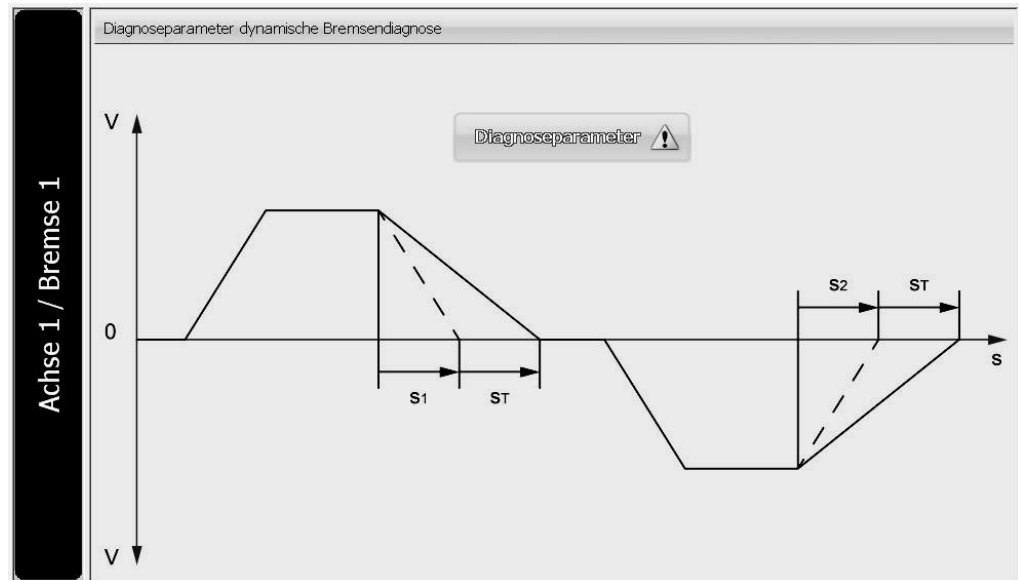 Diagnoseparameter dynamische Bremsendiagnose
Achse 1 / Bremse 1
V
Diagnoseparameter
0
S2
ST
S
S1
ST
V